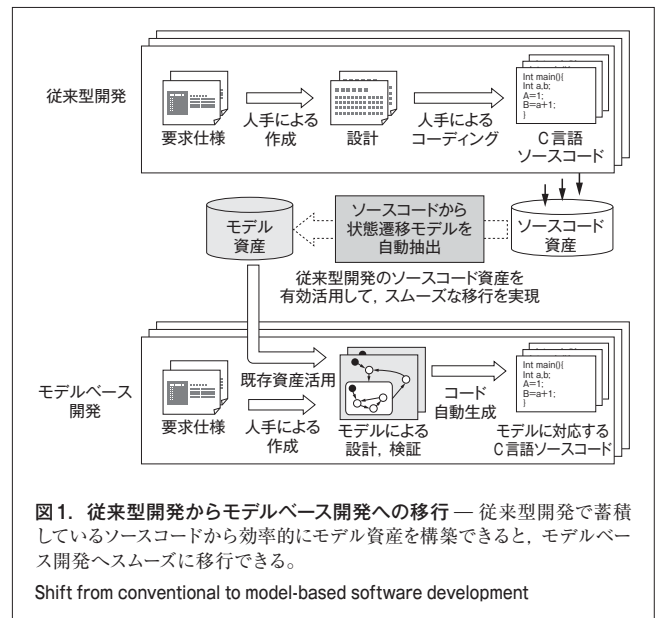 従来型開発
要求仕様
人手による
作成
設計
人手による
コーディング
Int main(){
Int a,b;
A=1;
B=a+1;
}
C言語
ソースコード
モデル
資産
ソースコードから
状態遷移モデルを
自動抽出
ソースコード
資産
従来型開発のソースコード資産を
有効活用して,スムーズな移行を実現
モデルベース
開発
要求仕様
既存資産活用
人手による
作成
モデルによる
設計,検証
コード
自動生成
Int main(){
Int a,b;
A=1;
B=a+1;
}
モデルに対応する
C言語ソースコード
図1. 従来型開発からモデルベース開発への移行 — 従来型開発で蓄積
しているソースコードから効率的にモデル資産を構築できると,モデルベー
ス開発へスムーズに移行できる。
Shift from conventional to model-based software development